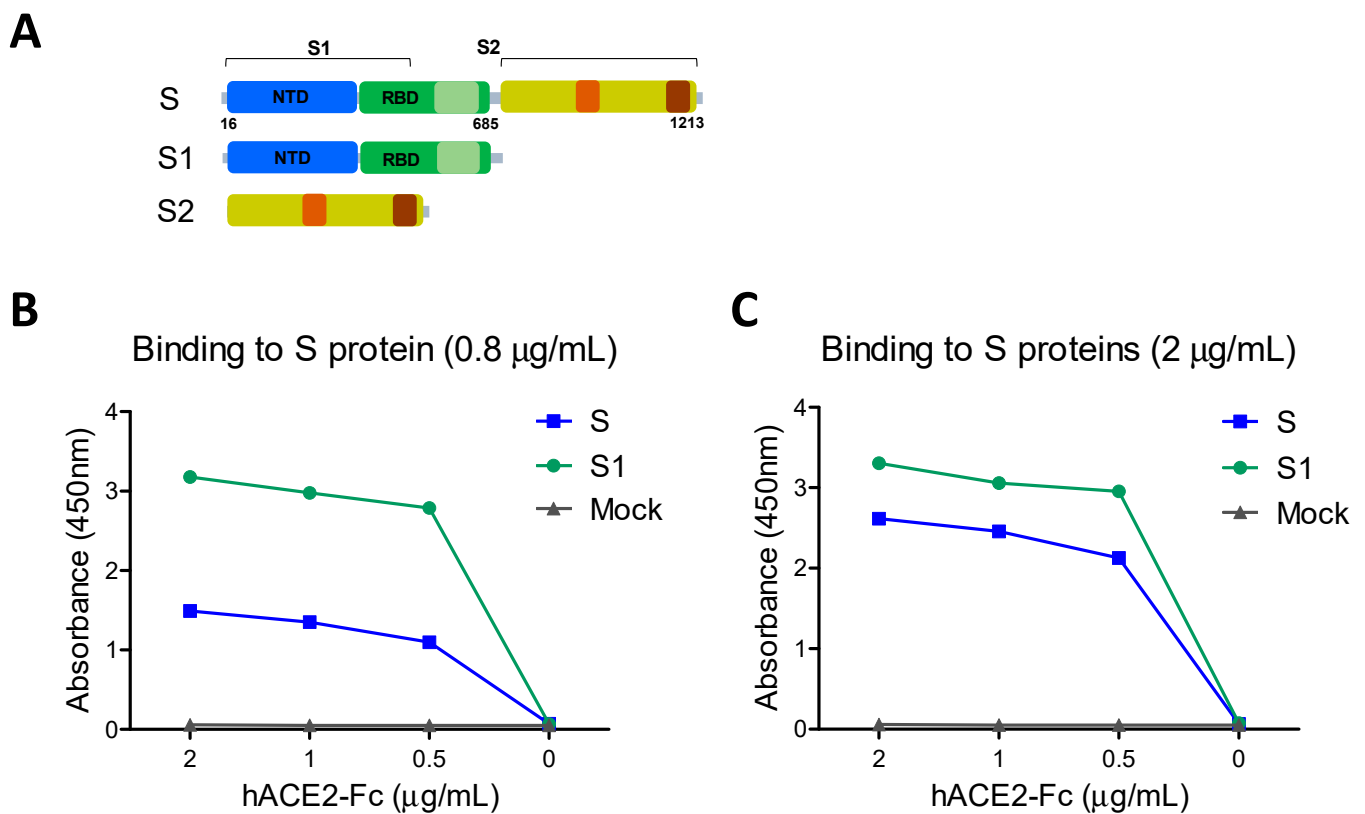 A
S1 S2
S NTD RBD
16 685 1213
S1 NTD RBD
S2
B
Binding to S protein (0.8 μg/mL)
Absorbance (450nm)
4
3
2
1
0
2 1 0.5 0
hACE2-Fc (μg/mL)
S
S1
Mock
C
Binding to S proteins (2 μg/mL)
Absorbance (450nm)
4
3
2
1
0
2 1 0.5 0
hACE2-Fc (μg/mL)
S
S1
Mock